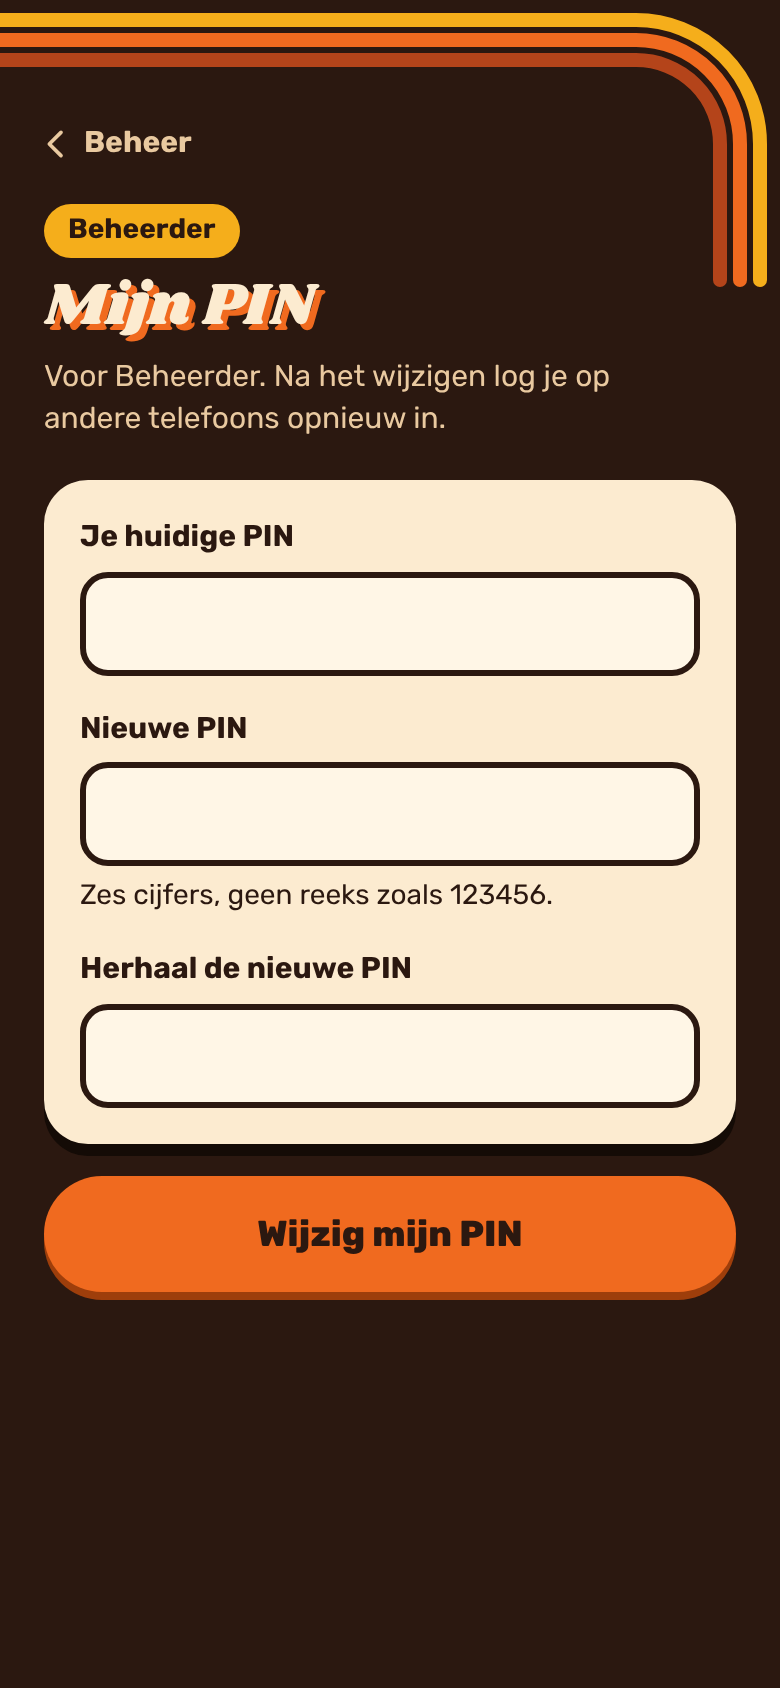 Beheer
Beheerder
Mijn PIN
Voor Beheerder. Na het wijzigen log je op
andere telefoons opnieuw in.
Je huidige PIN
Nieuwe PIN
Zes cijfers, geen reeks zoals 123456.
Herhaal de nieuwe PIN
Wijzig mijn PIN